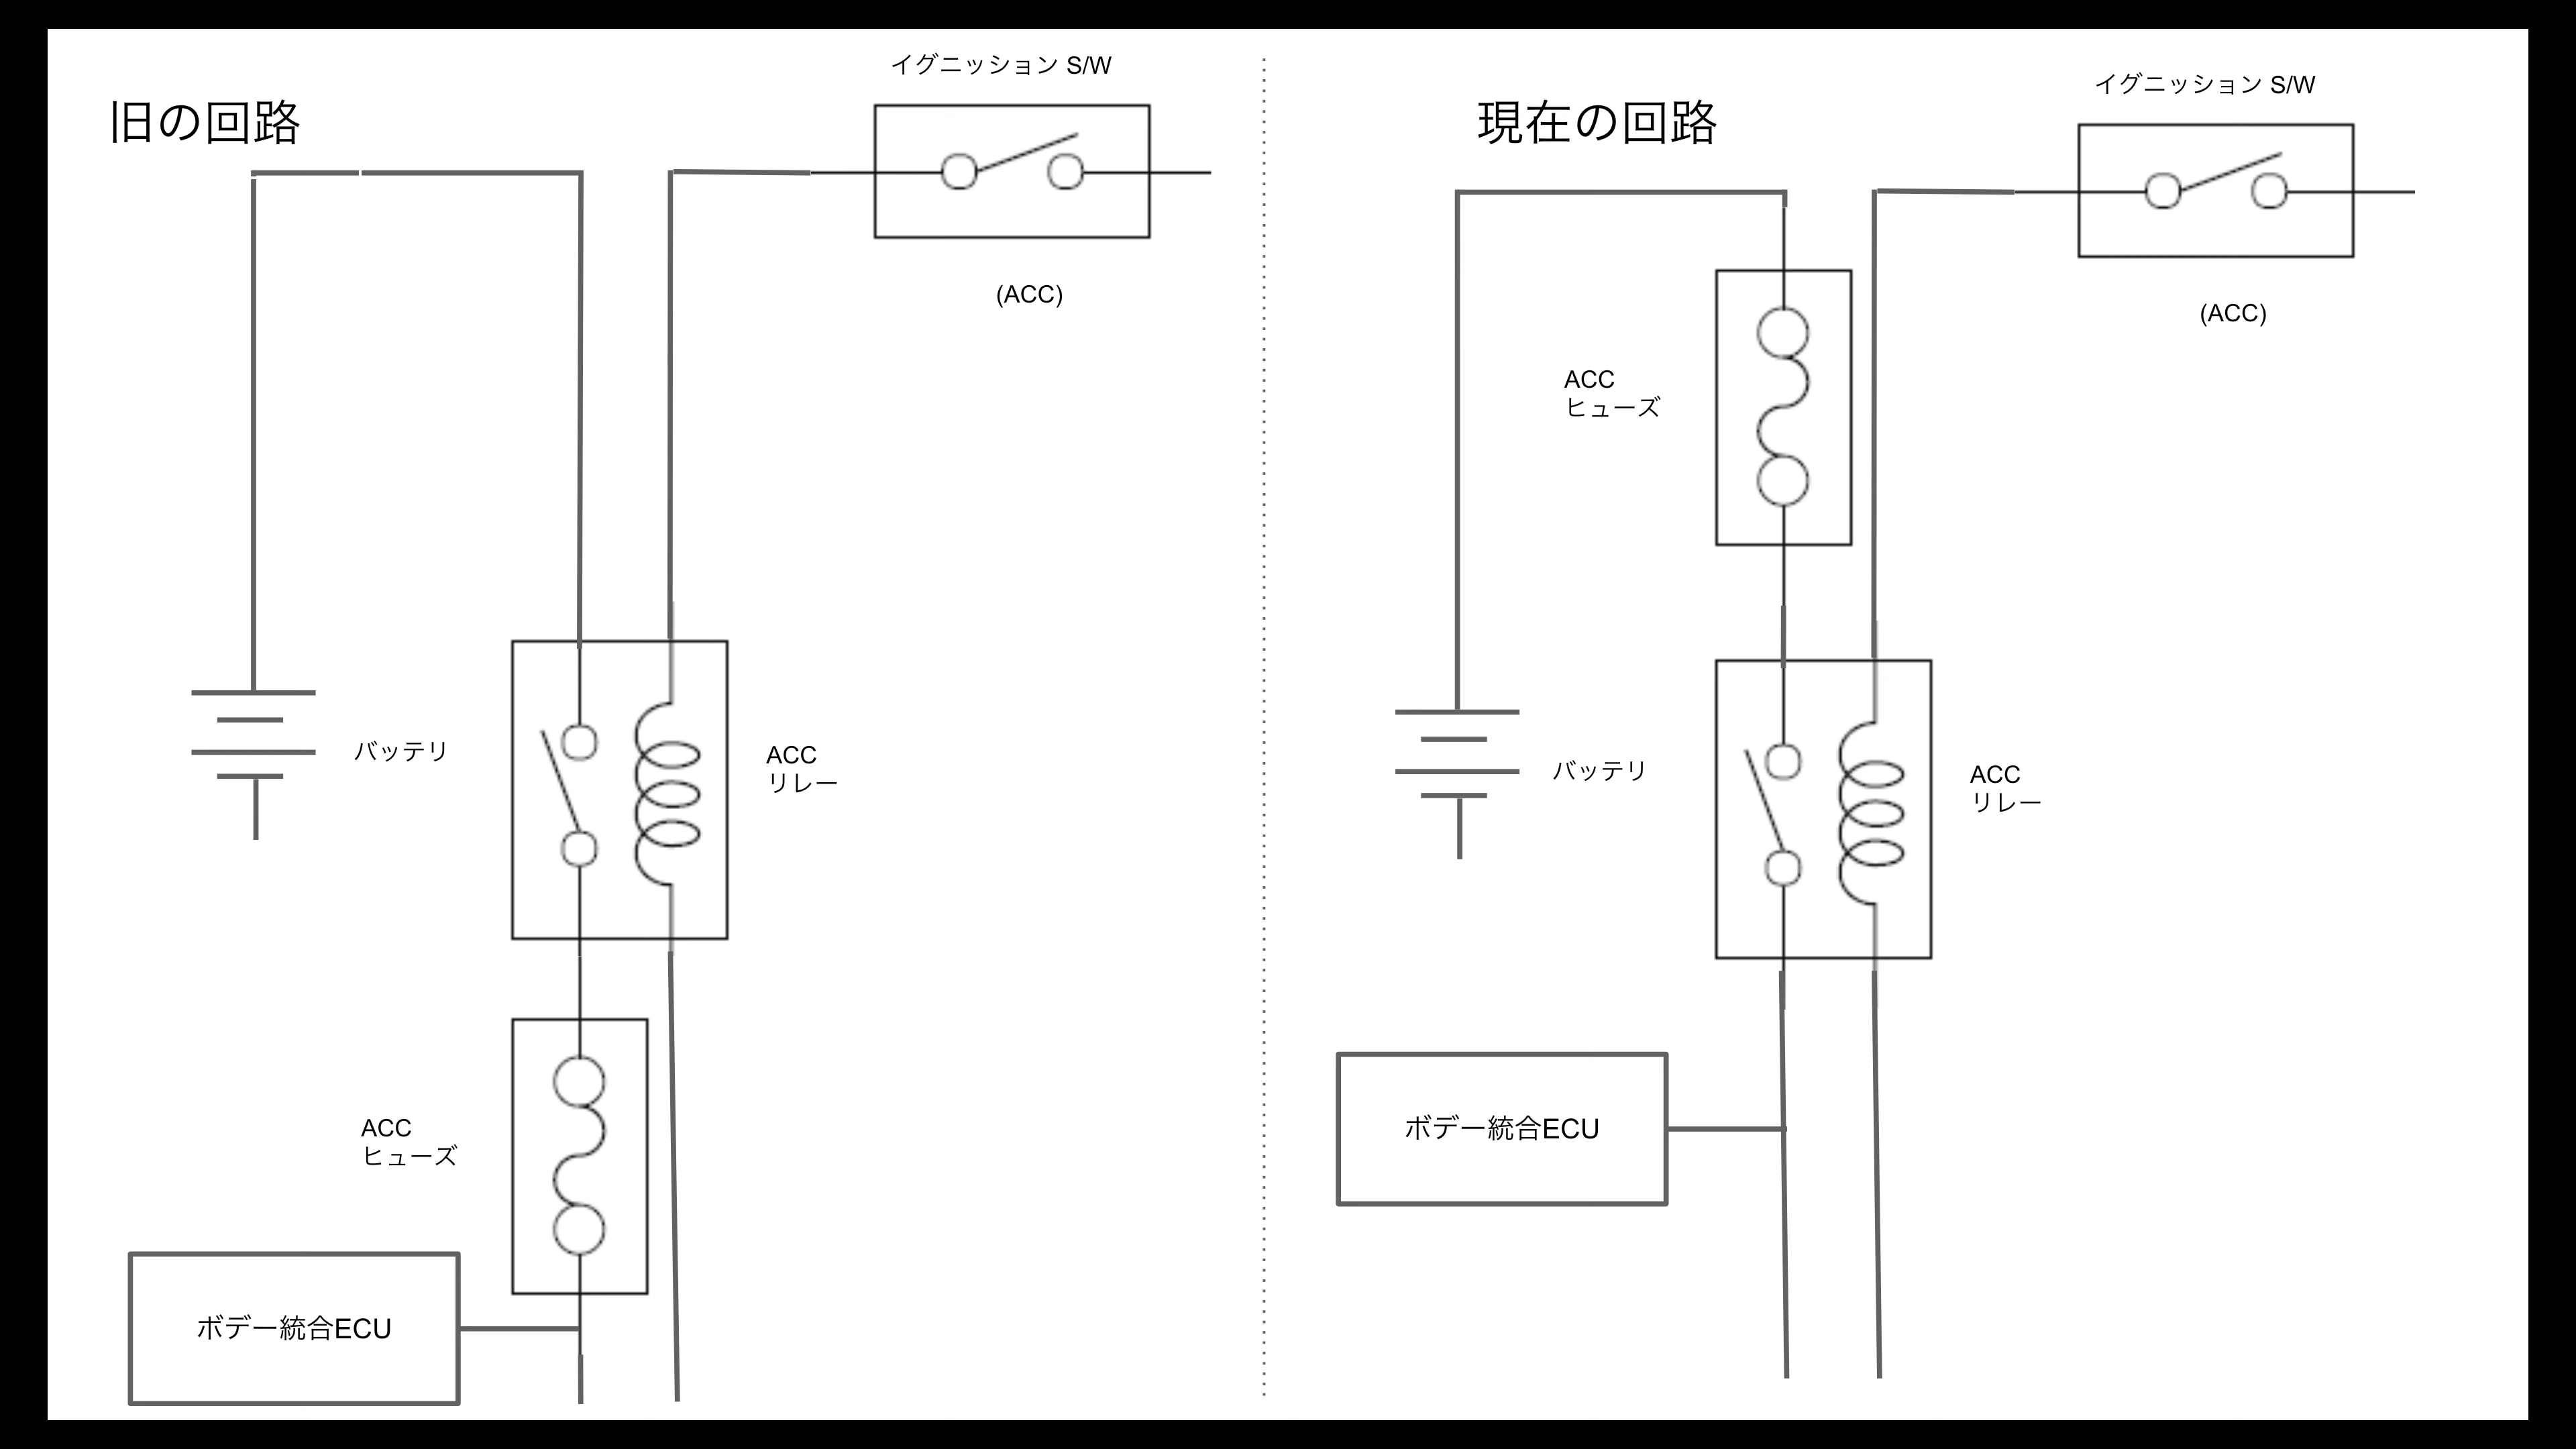 旧の回路
イグニッション S/W
(ACC)
バッテリ
ACC
リレー
ACC
ヒューズ
ボデー統合ECU
現在の回路
イグニッション S/W
(ACC)
ACC
ヒューズ
バッテリ
ACC
リレー
ボデー統合ECU